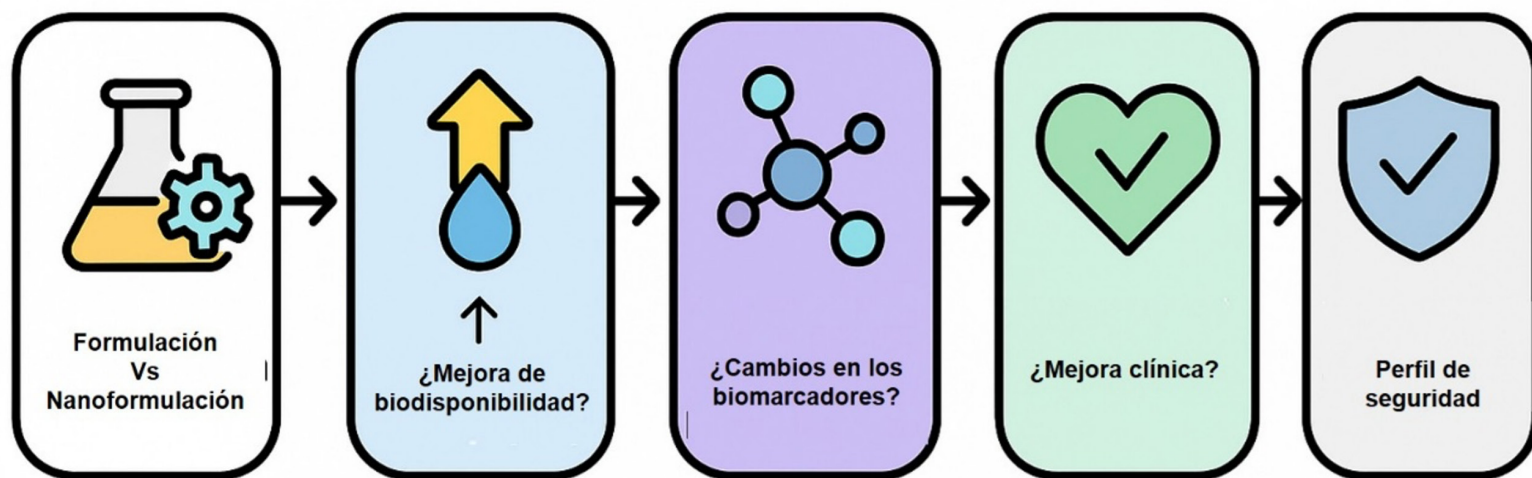 Formulación
Vs
Nanoformulación
¿Mejora de
biodisponibilidad?
¿Cambios en los
biomarcadores?
¿Mejora clínica?
Perfil de
seguridad